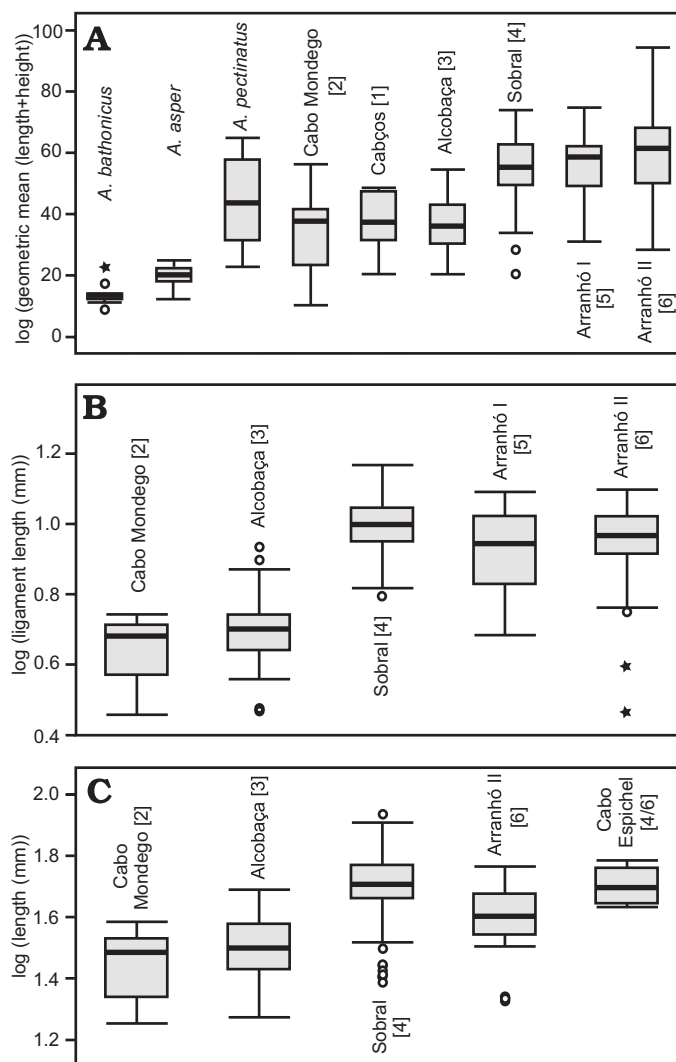 A
log (geometric mean (length+height))
100
80
60
40
20
0
A. bathonicus
A. asper
A. pectinatus
Cabo Mondego
[2]
Cabços [1]
Alcobaça [3]
Sobral [4]
Arranhó I
[5]
Arranhó II
[6]
B
log (ligament length (mm))
1.2
1.0
0.8
0.6
0.4
Cabo Mondego [2]
Alcobaça [3]
Sobral [4]
Arranhó I
[5]
Arranhó II
[6]
C
log (length (mm))
2.0
1.8
1.6
1.4
1.2
Cabo
Mondego [2]
Alcobaça [3]
Sobral
[4]
Arranhó II
[6]
Cabo
Espichel
[4/6]